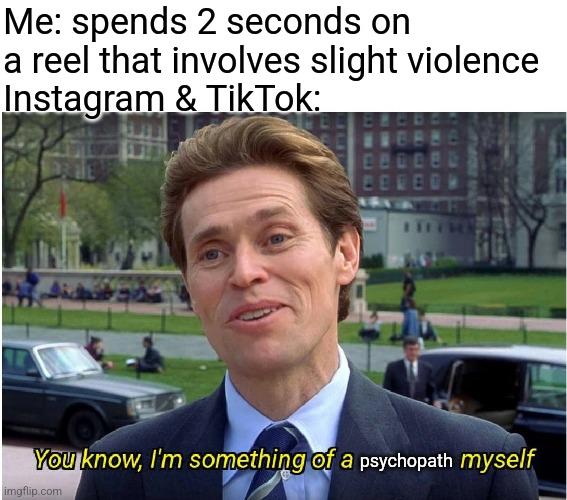 Me: spends 2 seconds on
a reel that involves slight violence
Instagram & TikTok:
You know, I'm something of a psychopath myself
imgflip.com